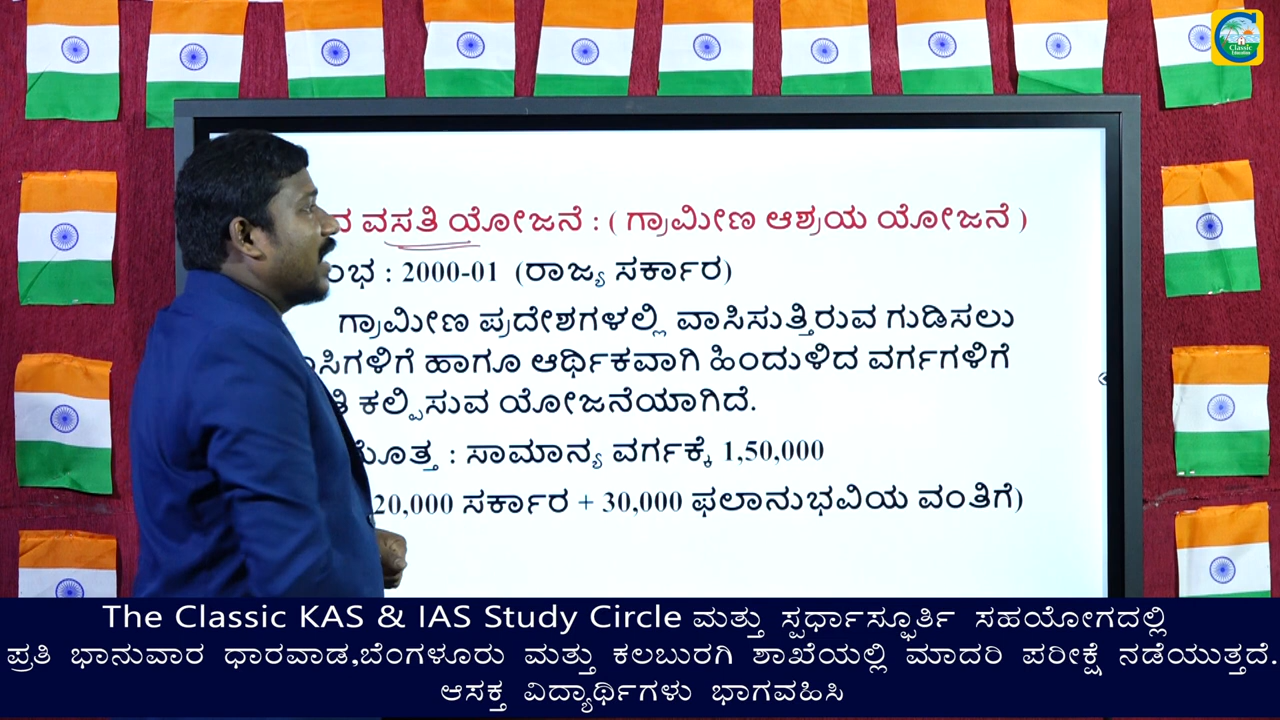 Classic
Education
ವಸತಿ ಯೋಜನೆ : ( ಗ್ರಾಮೀಣ ಆಶ್ರಯ ಯೋಜನೆ )
: 2000-01 (ರಾಜ್ಯ ಸರ್ಕಾರ)
ಗ್ರಾಮೀಣ ಪ್ರದೇಶಗಳಲ್ಲಿ ವಾಸಿಸುತ್ತಿರುವ ಗುಡಿಸಲು
ಹಾಗೂ ಆರ್ಥಿಕವಾಗಿ ಹಿಂದುಳಿದ ವರ್ಗಗಳಿಗೆ
ಕಲ್ಪಿಸುವ ಯೋಜನೆಯಾಗಿದೆ.
: ಸಾಮಾನ್ಯ ವರ್ಗಕ್ಕೆ 1,50,000
20,000 ಸರ್ಕಾರ + 30,000 ಫಲಾನುಭವಿಯ ವಂತಿಗೆ)
The Classic KAS & IAS Study Circle ಮತ್ತು ಸ್ಪರ್ಧಾಸ್ಫೂರ್ತಿ ಸಹಯೋಗದಲ್ಲಿ
ಪ್ರತಿ ಭಾನುವಾರ ಧಾರವಾಡ,ಬೆಂಗಳೂರು ಮತ್ತು ಕಲಬುರಗಿ ಶಾಖೆಯಲ್ಲಿ ಮಾದರಿ ಪರೀಕ್ಷೆ ನಡೆಯುತ್ತದೆ.
ಆಸಕ್ತ ವಿದ್ಯಾರ್ಥಿಗಳು ಭಾಗವಹಿಸಿ